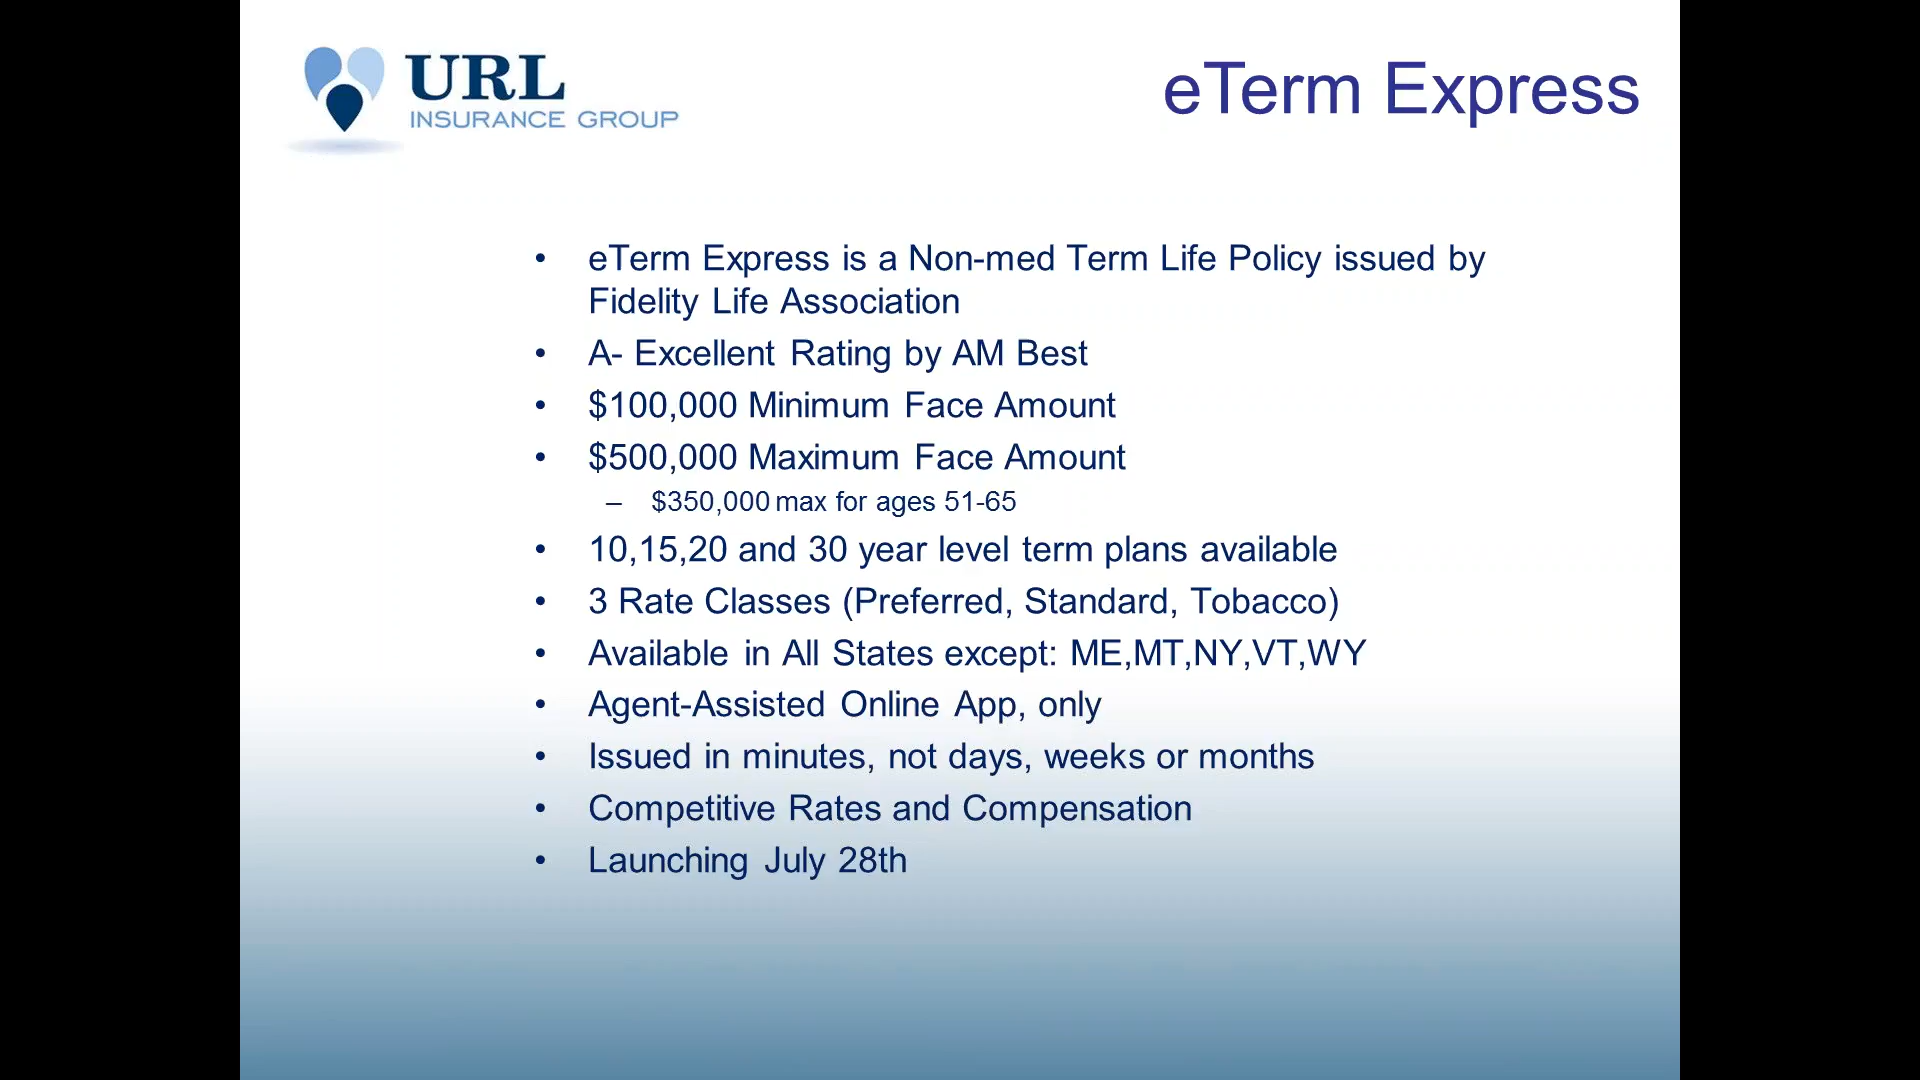 URL
INSURANCE GROUP
eTerm Express
• eTerm Express is a Non-med Term Life Policy issued by
Fidelity Life Association
• A- Excellent Rating by AM Best
• $100,000 Minimum Face Amount
• $500,000 Maximum Face Amount
– $350,000 max for ages 51-65
• 10,15,20 and 30 year level term plans available
• 3 Rate Classes (Preferred, Standard, Tobacco)
• Available in All States except: ME,MT,NY,VT,WY
• Agent-Assisted Online App, only
• Issued in minutes, not days, weeks or months
• Competitive Rates and Compensation
• Launching July 28th